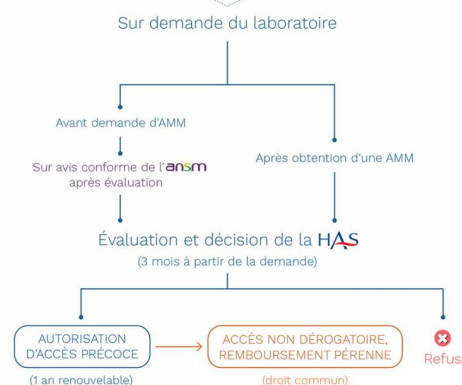 Sur demande du laboratoire
Avant demande d'AMM
Après obtention d'une AMM
Sur avis conforme de l'ansm
après évaluation
Évaluation et décision de la HAS
(3 mois à partir de la demande)
AUTORISATION
D'ACCÈS PRÉCOCE
(1 an renouvelable)
ACCÈS NON DÉROGATOIRE,
REMBOURSEMENT PÉRENNE
(droit commun)
Refus